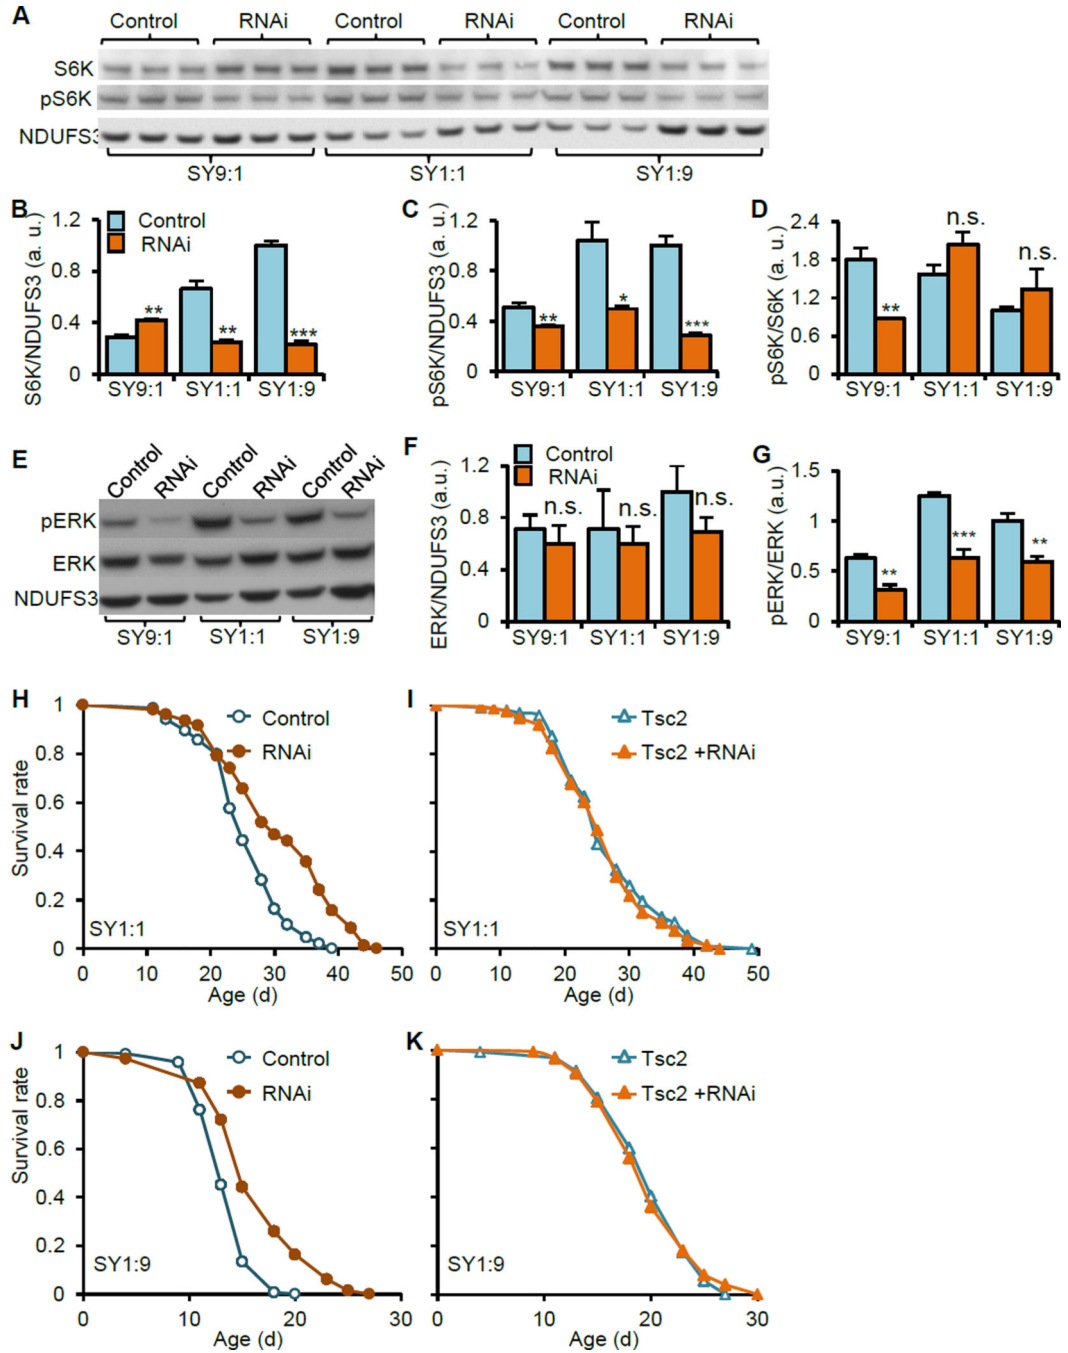 A
Control RNAi Control RNAi Control RNAi
S6K
pS6K
NDUFS3
SY9:1 SY1:1 SY1:9
B
S6K/NDUFS3 (a. u.)
1.2
0.8
0.4
0
Control
RNAi
** ** ***
SY9:1 SY1:1 SY1:9
C
pS6K/NDUFS3 (a. u.)
1.2
0.8
0.4
0
** * ***
SY9:1 SY1:1 SY1:9
D
pS6K/S6K (a. u.)
2.4
1.8
1.2
0.6
0
** n.s. n.s.
SY9:1 SY1:1 SY1:9
E
Control RNAi Control RNAi Control RNAi
pERK
ERK
NDUFS3
SY9:1 SY1:1 SY1:9
F
ERK/NDUFS3 (a.u.)
1.2
0.8
0.4
0
Control
RNAi
n.s. n.s. n.s.
SY9:1 SY1:1 SY1:9
G
pERK/ERK (a.u.)
1.5
1
0.5
0
** *** **
SY9:1 SY1:1 SY1:9
H
Survival rate
1
0.8
0.6
0.4
0.2
0
Control
RNAi
SY1:1
0 10 20 30 40 50
Age (d)
I
Tsc2
Tsc2 +RNAi
SY1:1
0 10 20 30 40 50
Age (d)
J
Survival rate
1
0.8
0.6
0.4
0.2
0
Control
RNAi
SY1:9
0 10 20 30
Age (d)
K
Tsc2
Tsc2 +RNAi
SY1:9
0 10 20 30
Age (d)